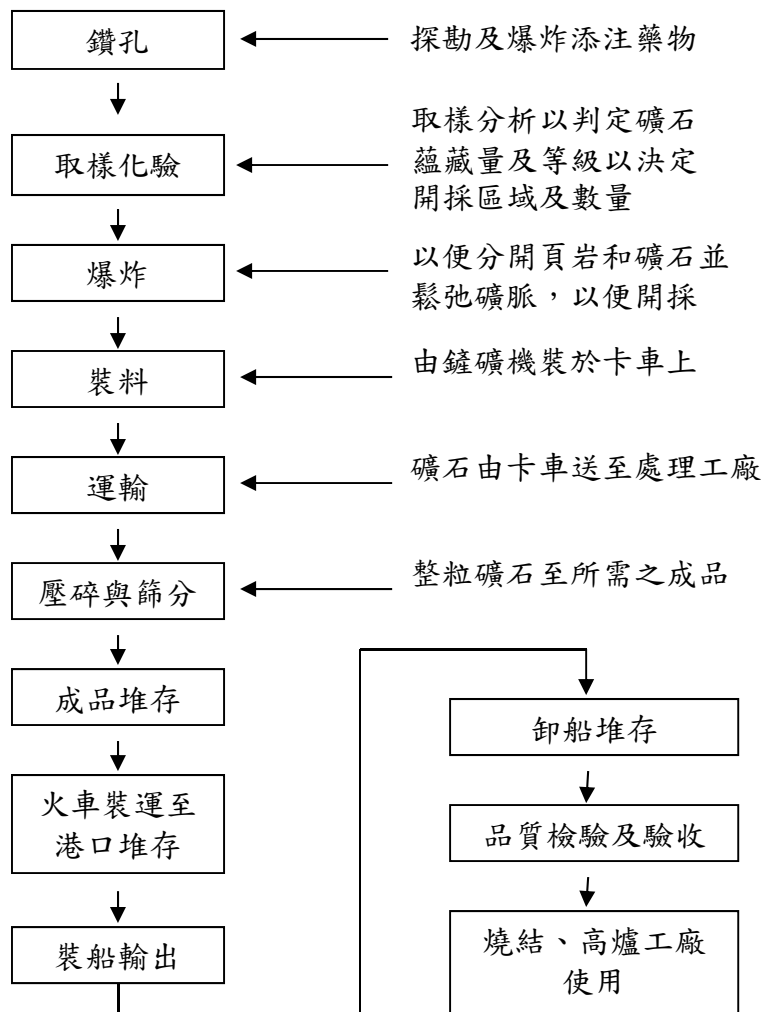 鑽孔
探勘及爆炸添注藥物
取樣化驗
取樣分析以判定礦石
蘊藏量及等級以決定
開採區域及數量
爆炸
以便分開頁岩和礦石並
鬆弛礦脈,以便開採
裝料
由鏟礦機裝於卡車上
運輸
礦石由卡車送至處理工廠
壓碎與篩分
整粒礦石至所需之成品
成品堆存
火車裝運至
港口堆存
裝船輸出
卸船堆存
品質檢驗及驗收
燒結、高爐工廠
使用